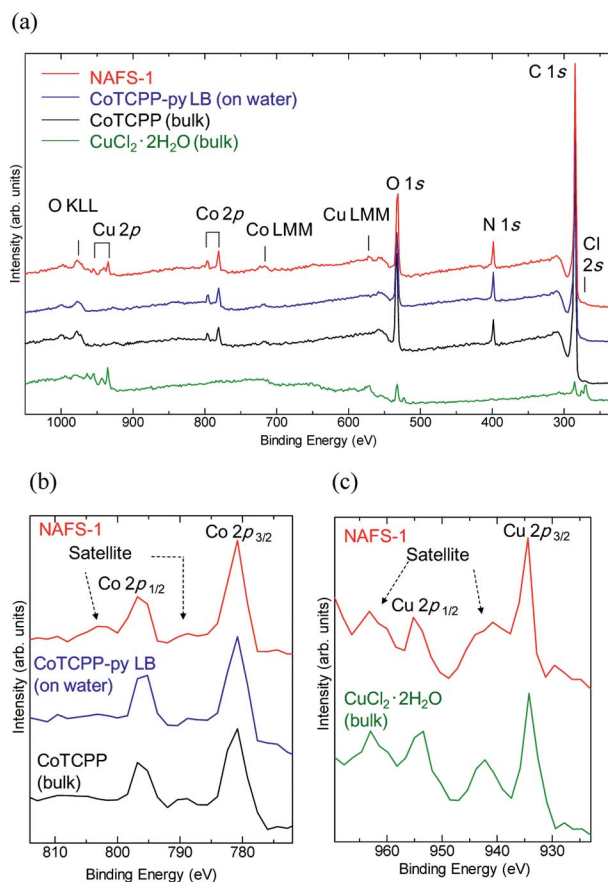 (a)
NAFS-1
CoTCPP-py LB (on water)
CoTCPP (bulk)
CuCl₂·2H₂O (bulk)
C 1s
O KLL
Cu 2p
Co 2p
Co LMM
Cu LMM
O 1s
N 1s
Cl
2s
Intensity (arb. units)
1000 900 800 700 600 500 400 300
Binding Energy (eV)
(b)
NAFS-1
Co 2p₃/₂
Satellite
Co 2p₁/₂
CoTCPP-py LB
(on water)
CoTCPP
(bulk)
Intensity (arb. units)
810 800 790 780
Binding Energy (eV)
(c)
NAFS-1
Cu 2p₃/₂
Satellite
Cu 2p₁/₂
CuCl₂·2H₂O
(bulk)
Intensity (arb. units)
960 950 940 930
Binding Energy (eV)